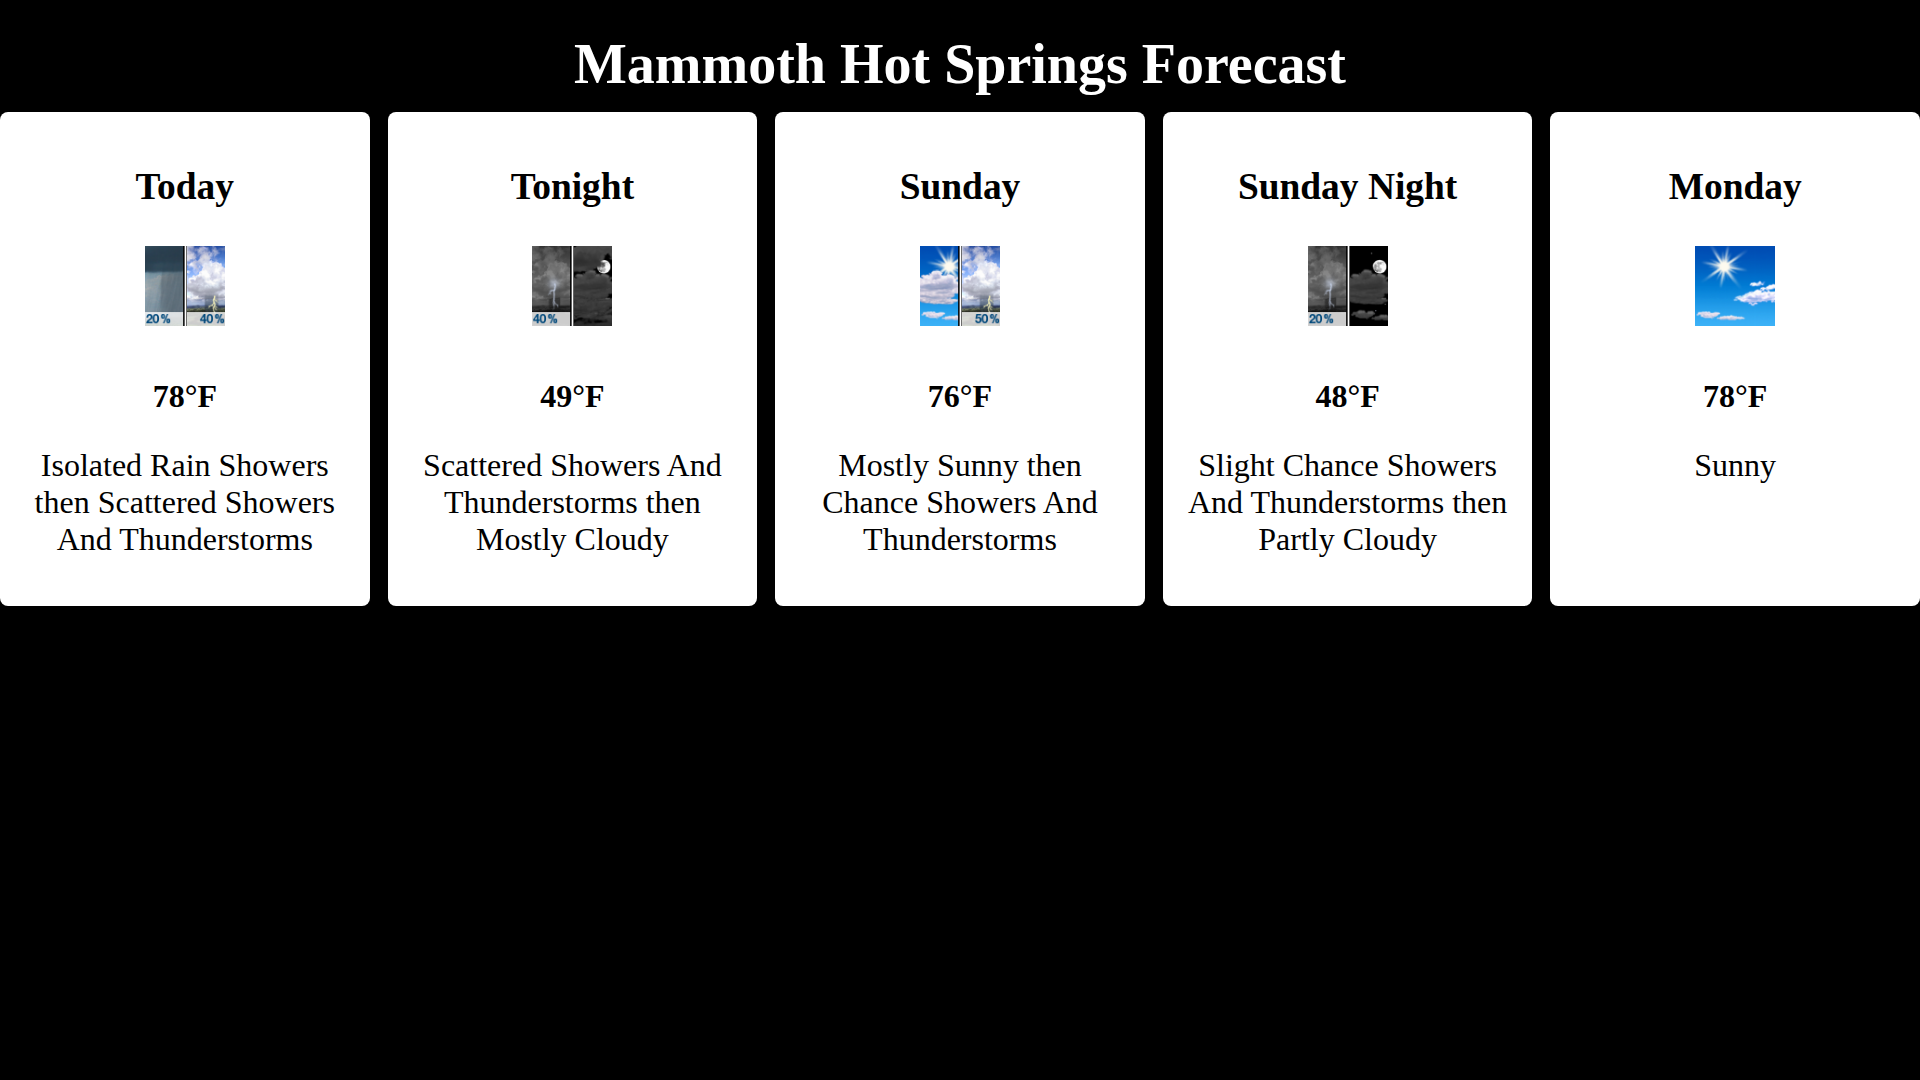 Mammoth Hot Springs Forecast
Today
20%
40%
78°F
Isolated Rain Showers
then Scattered Showers
And Thunderstorms
Tonight
40%
49°F
Scattered Showers And
Thunderstorms then
Mostly Cloudy
Sunday
50%
76°F
Mostly Sunny then
Chance Showers And
Thunderstorms
Sunday Night
20%
48°F
Slight Chance Showers
And Thunderstorms then
Partly Cloudy
Monday
78°F
Sunny